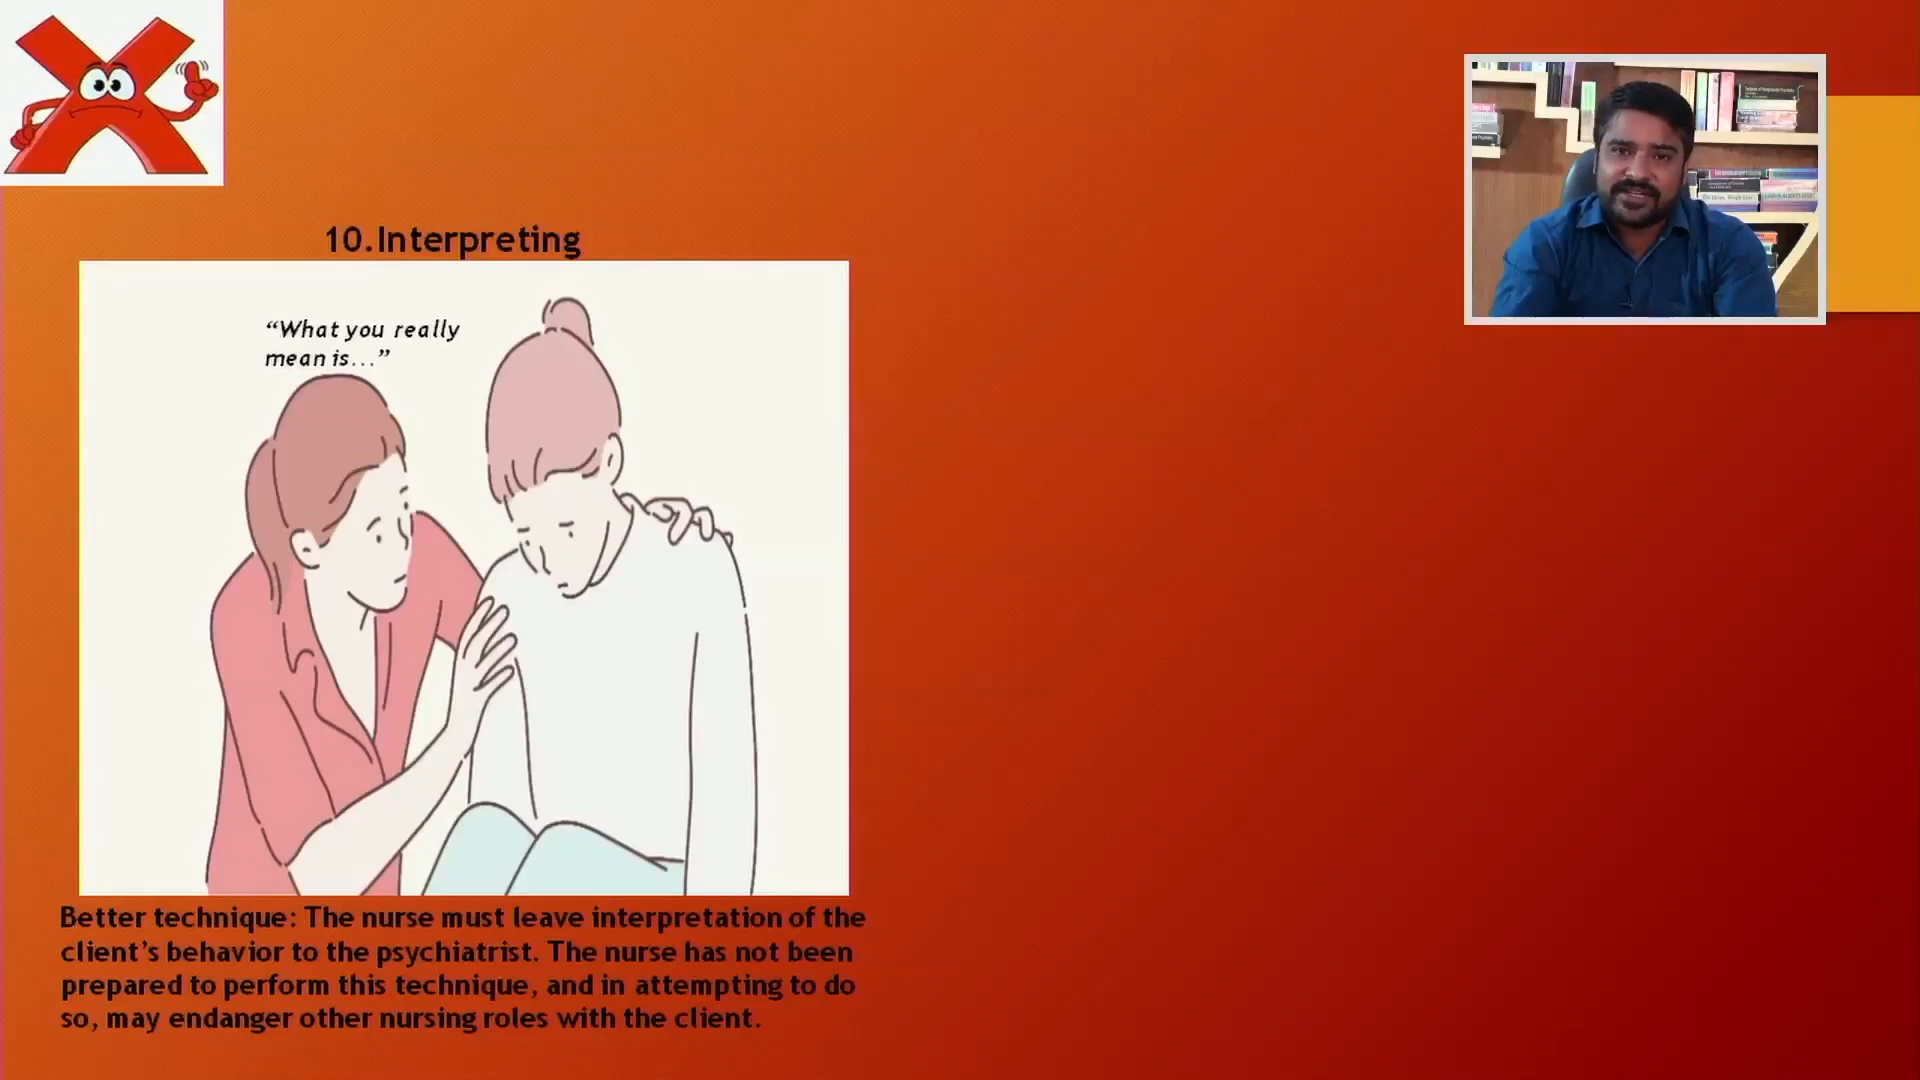 10.Interpreting
“What you really
mean is...”
Better technique: The nurse must leave interpretation of the
client’s behavior to the psychiatrist. The nurse has not been
prepared to perform this technique, and in attempting to do
so, may endanger other nursing roles with the client.